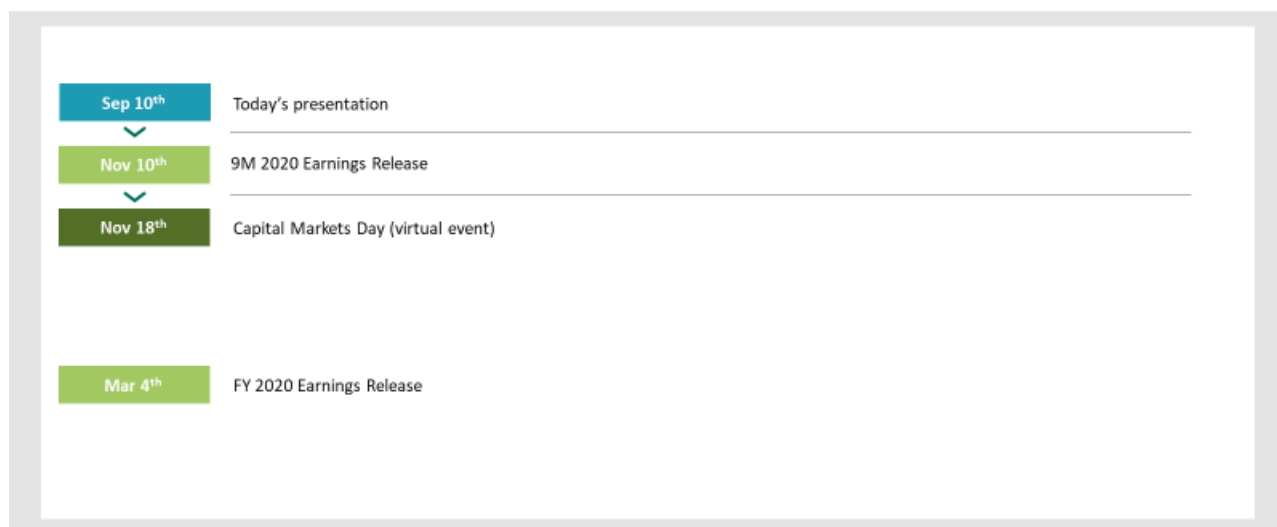 Sep 10th Today's presentation
Nov 10th 9M 2020 Earnings Release
Nov 18th Capital Markets Day (virtual event)
Mar 4th FY 2020 Earnings Release